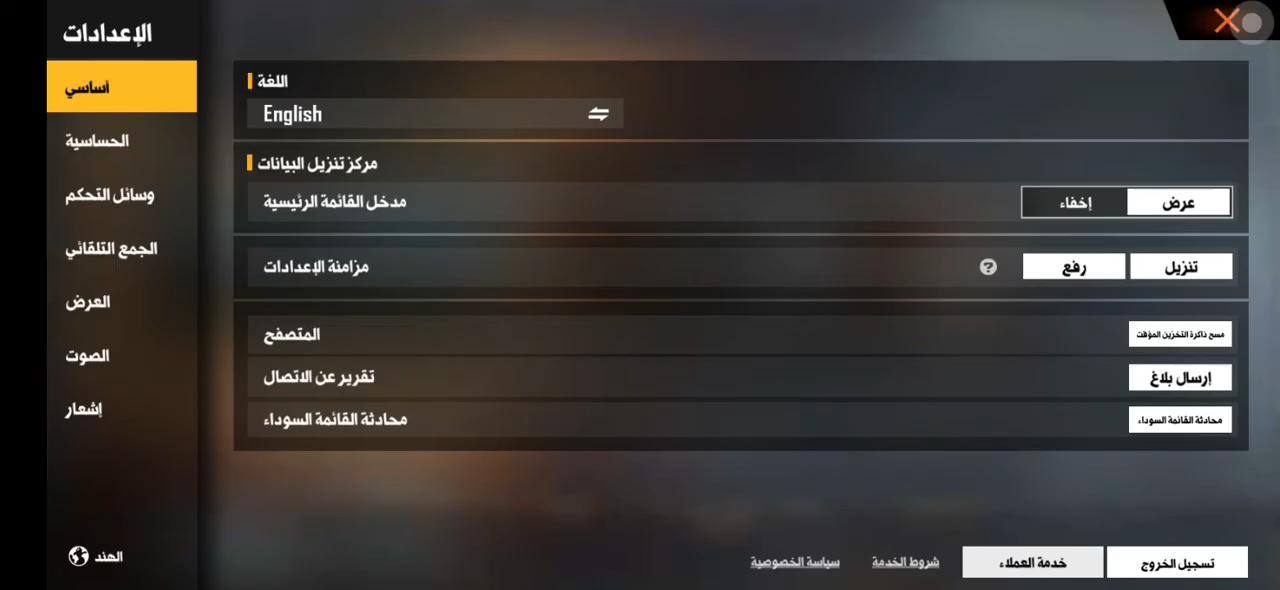 الإعدادات
أساسي
الحساسية
وسائل التحكم
الجمع التلقائي
العرض
الصوت
إشعار
الهند
اللغة
English
مركز تنزيل البيانات
مدخل القائمة الرئيسية
إخفاء
عرض
مزامنة الإعدادات
?
رفع
تنزيل
المتصفح
مسح ذاكرة التخزين المؤقت
تقرير عن الاتصال
إرسال بلاغ
محادثة القائمة السوداء
محادثة القائمة السوداء
سياسة الخصوصية
شروط الخدمة
خدمة العملاء
تسجيل الخروج